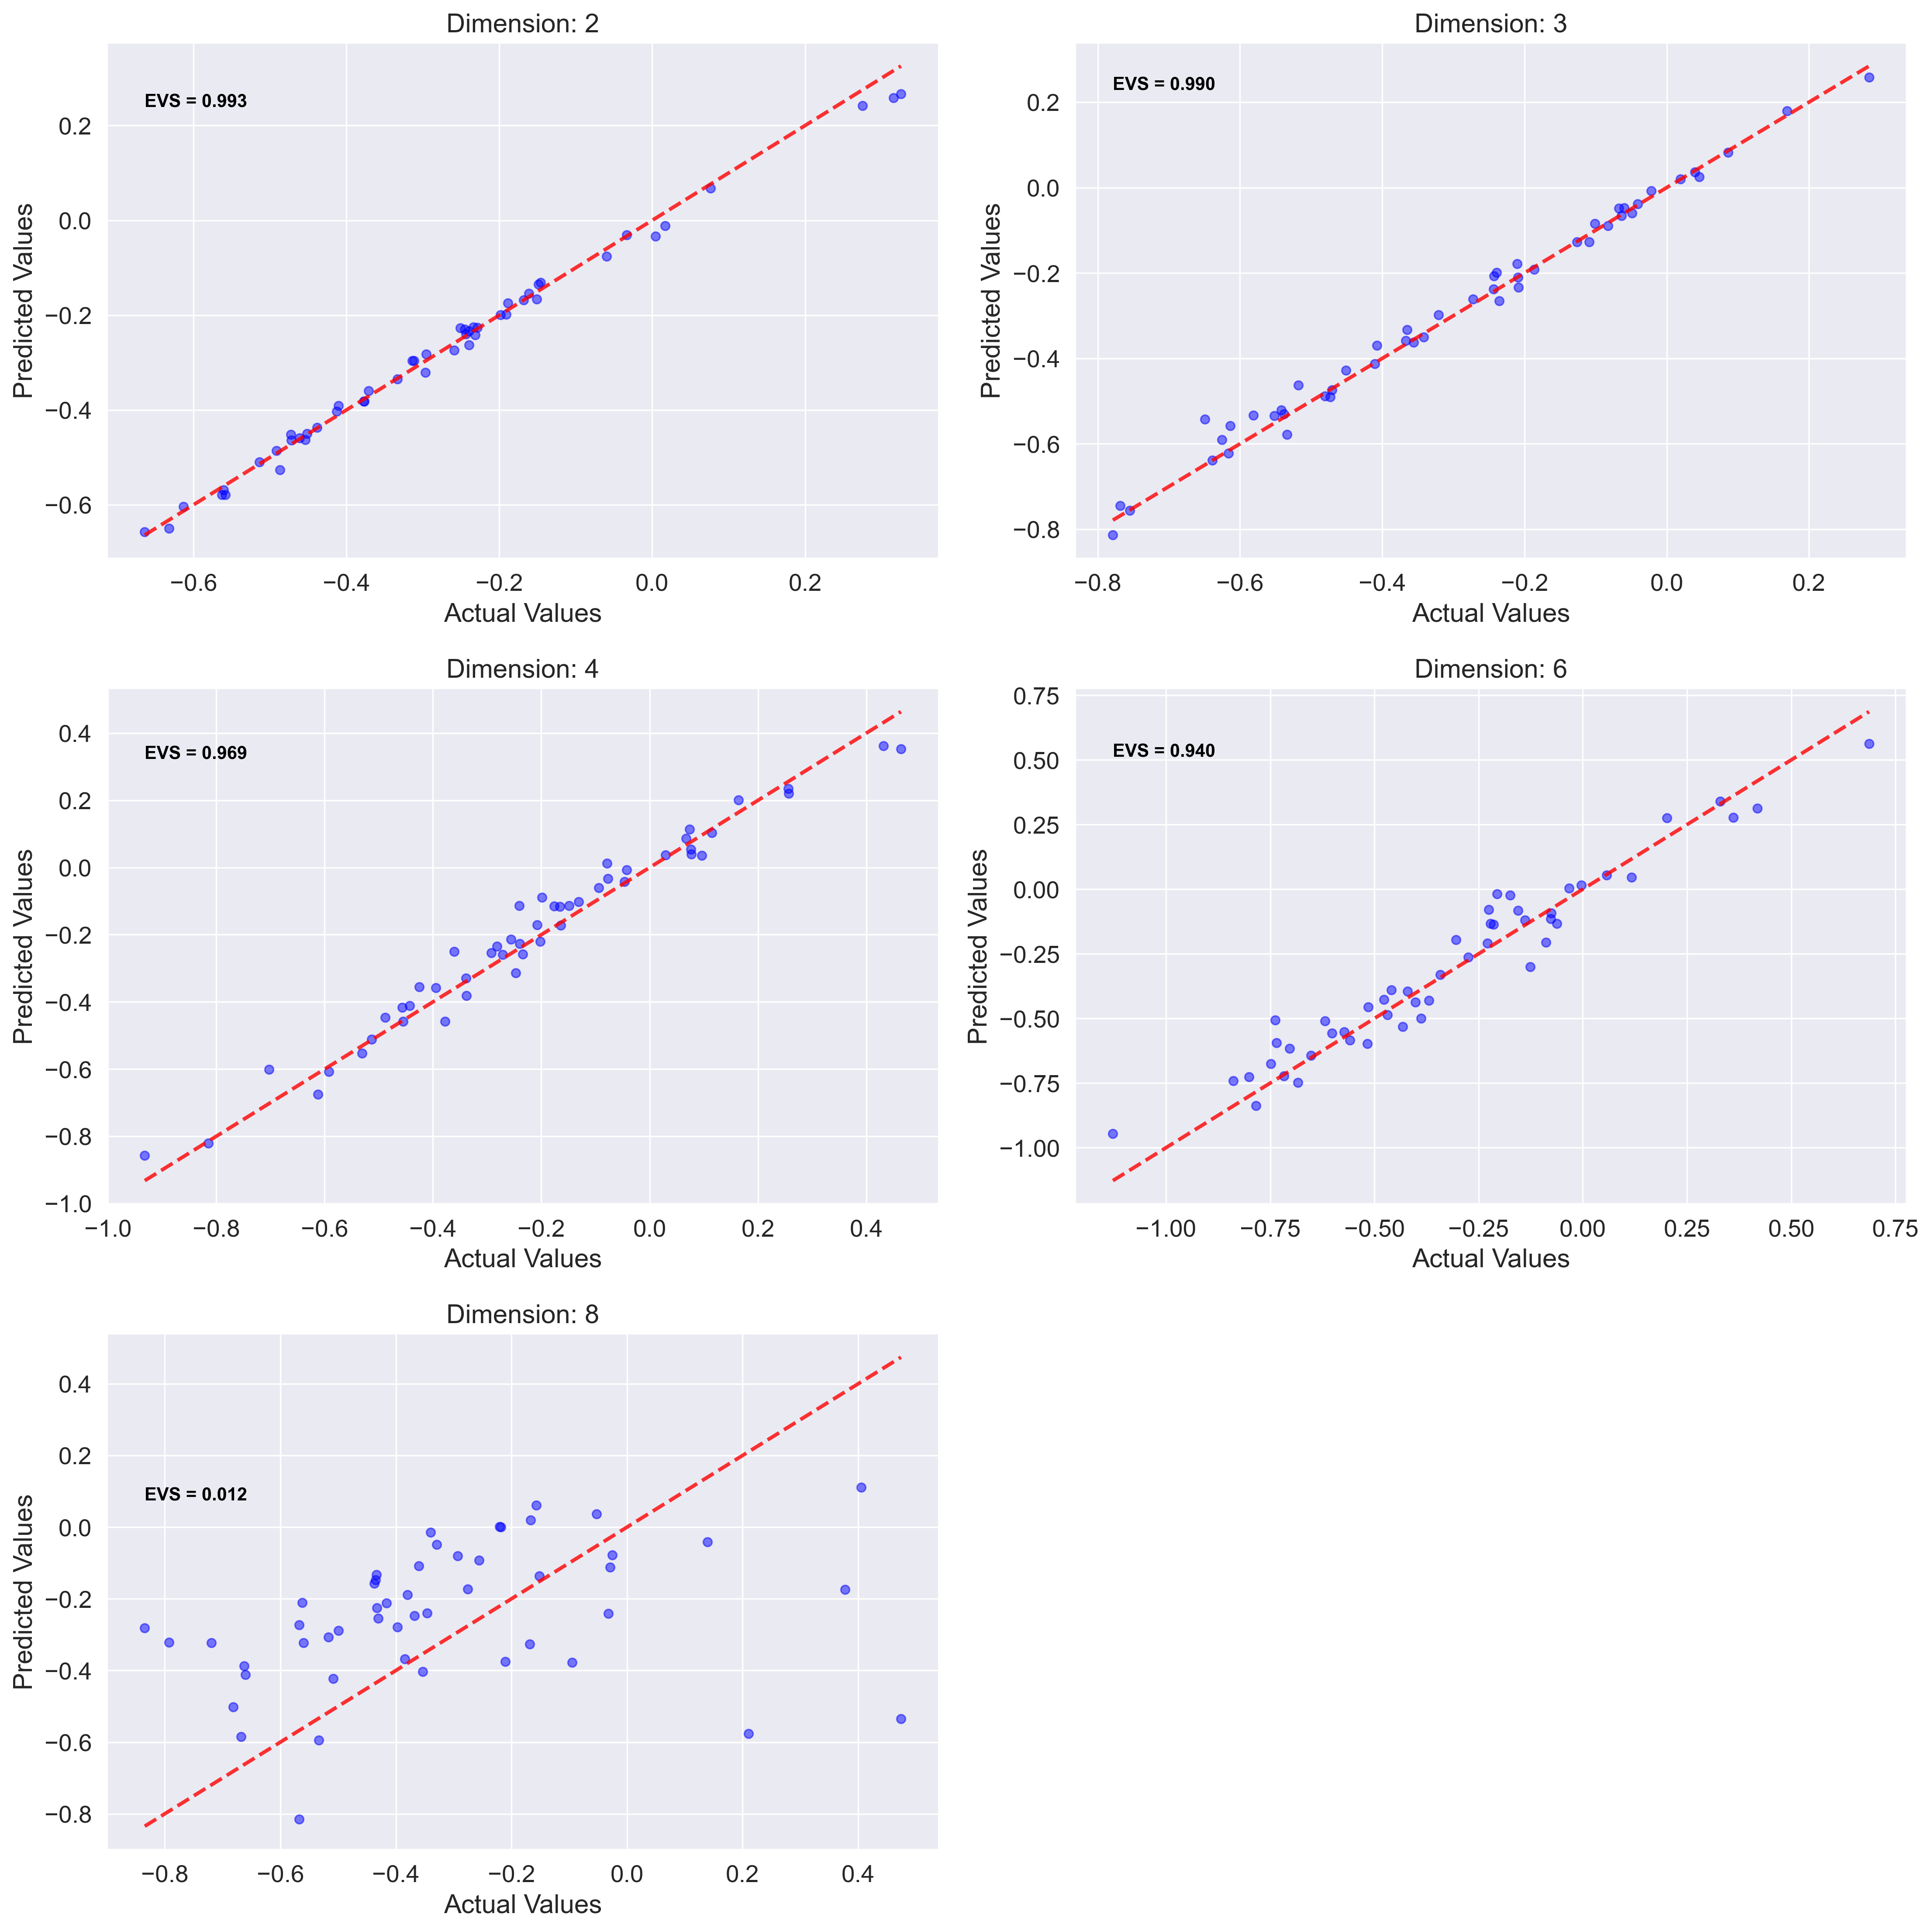 Dimension: 2
EVS = 0.993
0.2
0.0
−0.2
−0.4
−0.6
Predicted Values
−0.6 −0.4 −0.2 0.0 0.2
Actual Values
Dimension: 3
EVS = 0.990
0.2
0.0
−0.2
−0.4
−0.6
−0.8
Predicted Values
−0.8 −0.6 −0.4 −0.2 0.0 0.2
Actual Values
Dimension: 4
EVS = 0.969
0.4
0.2
0.0
−0.2
−0.4
−0.6
−0.8
−1.0
Predicted Values
−1.0 −0.8 −0.6 −0.4 −0.2 0.0 0.2 0.4
Actual Values
Dimension: 6
EVS = 0.940
0.75
0.50
0.25
0.00
−0.25
−0.50
−0.75
−1.00
Predicted Values
−1.00 −0.75 −0.50 −0.25 0.00 0.25 0.50 0.75
Actual Values
Dimension: 8
EVS = 0.012
0.4
0.2
0.0
−0.2
−0.4
−0.6
−0.8
Predicted Values
−0.8 −0.6 −0.4 −0.2 0.0 0.2 0.4
Actual Values